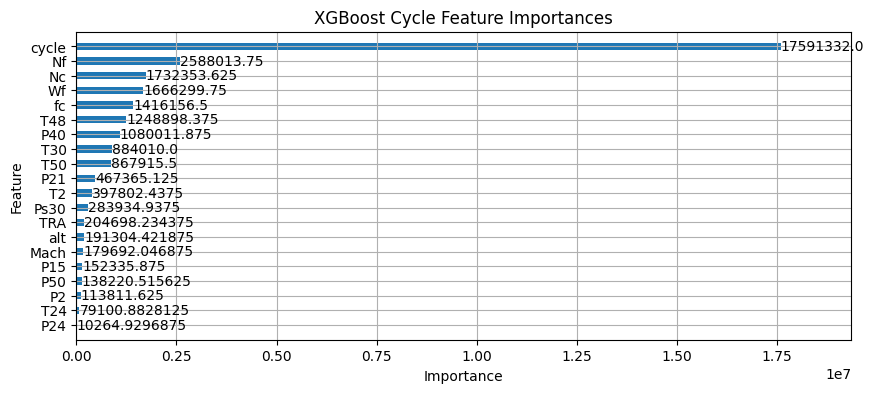 XGBoost Cycle Feature Importances
cycle 17591332.0
Nf 2588013.75
Nc 1732353.625
Wf 1666299.75
fc 1416156.5
T48 1248898.375
P40 1080011.875
T30 884010.0
T50 867915.5
P21 467365.125
T2 397802.4375
Ps30 283934.9375
TRA 204698.234375
alt 191304.421875
Mach 179692.046875
P15 152335.875
P50 138220.515625
P2 113811.625
T24 79100.8828125
P24 10264.9296875
Feature
0.00 0.25 0.50 0.75 1.00 1.25 1.50 1.75
1e7
Importance